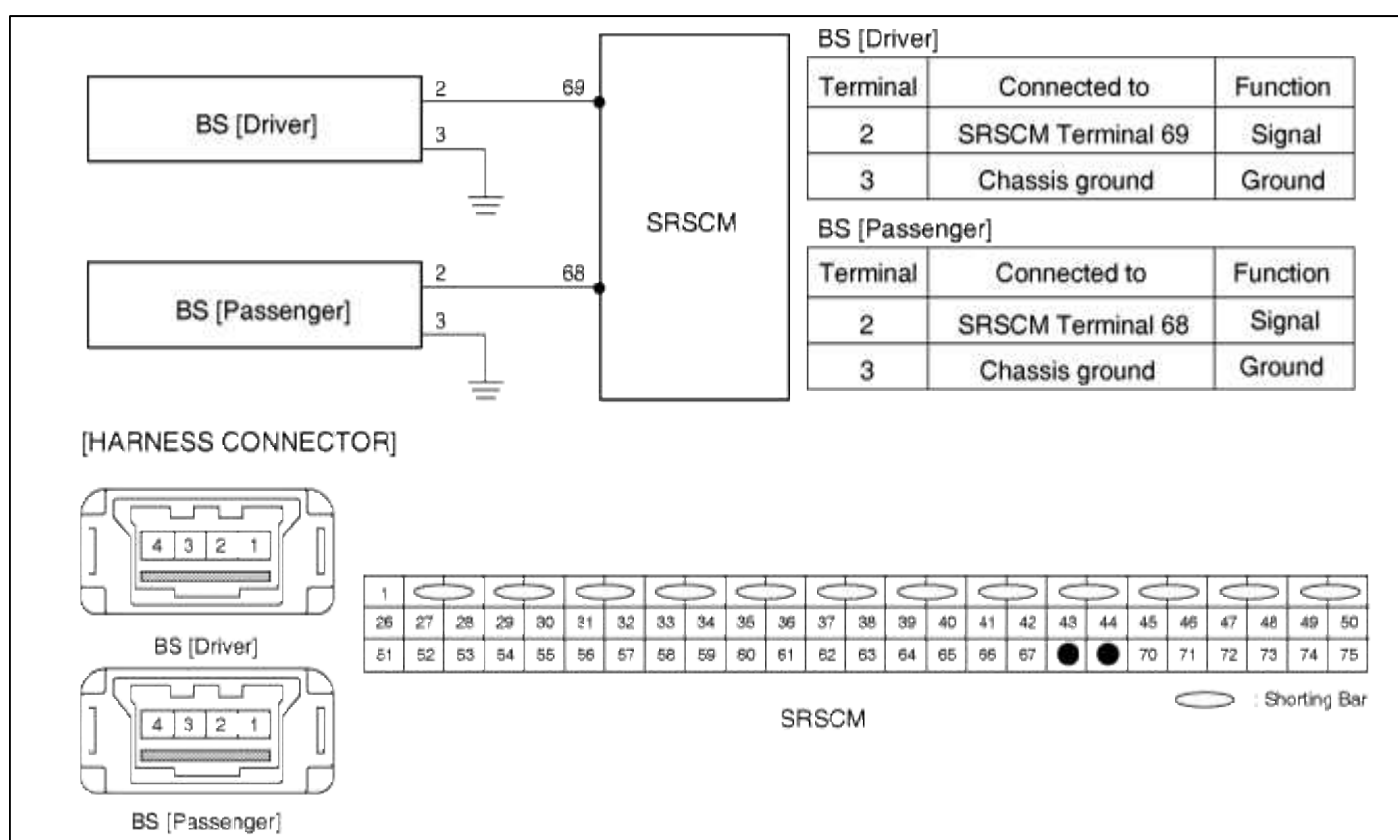 BS [Driver]
2
3
69
BS [Passenger]
2
3
68
SRSCM
BS [Driver]
Terminal Connected to Function
2 SRSCM Terminal 69 Signal
3 Chassis ground Ground
BS [Passenger]
Terminal Connected to Function
2 SRSCM Terminal 68 Signal
3 Chassis ground Ground
[HARNESS CONNECTOR]
4 3 2 1
BS [Driver]
4 3 2 1
BS [Passenger]
1
26 27 28 29 30 31 32 33 34 35 36 37 38 39 40 41 42 43 44 45 46 47 48 49 50
51 52 53 54 55 56 57 58 59 60 61 62 63 64 65 66 67 70 71 72 73 74 75
: Shorting Bar
SRSCM